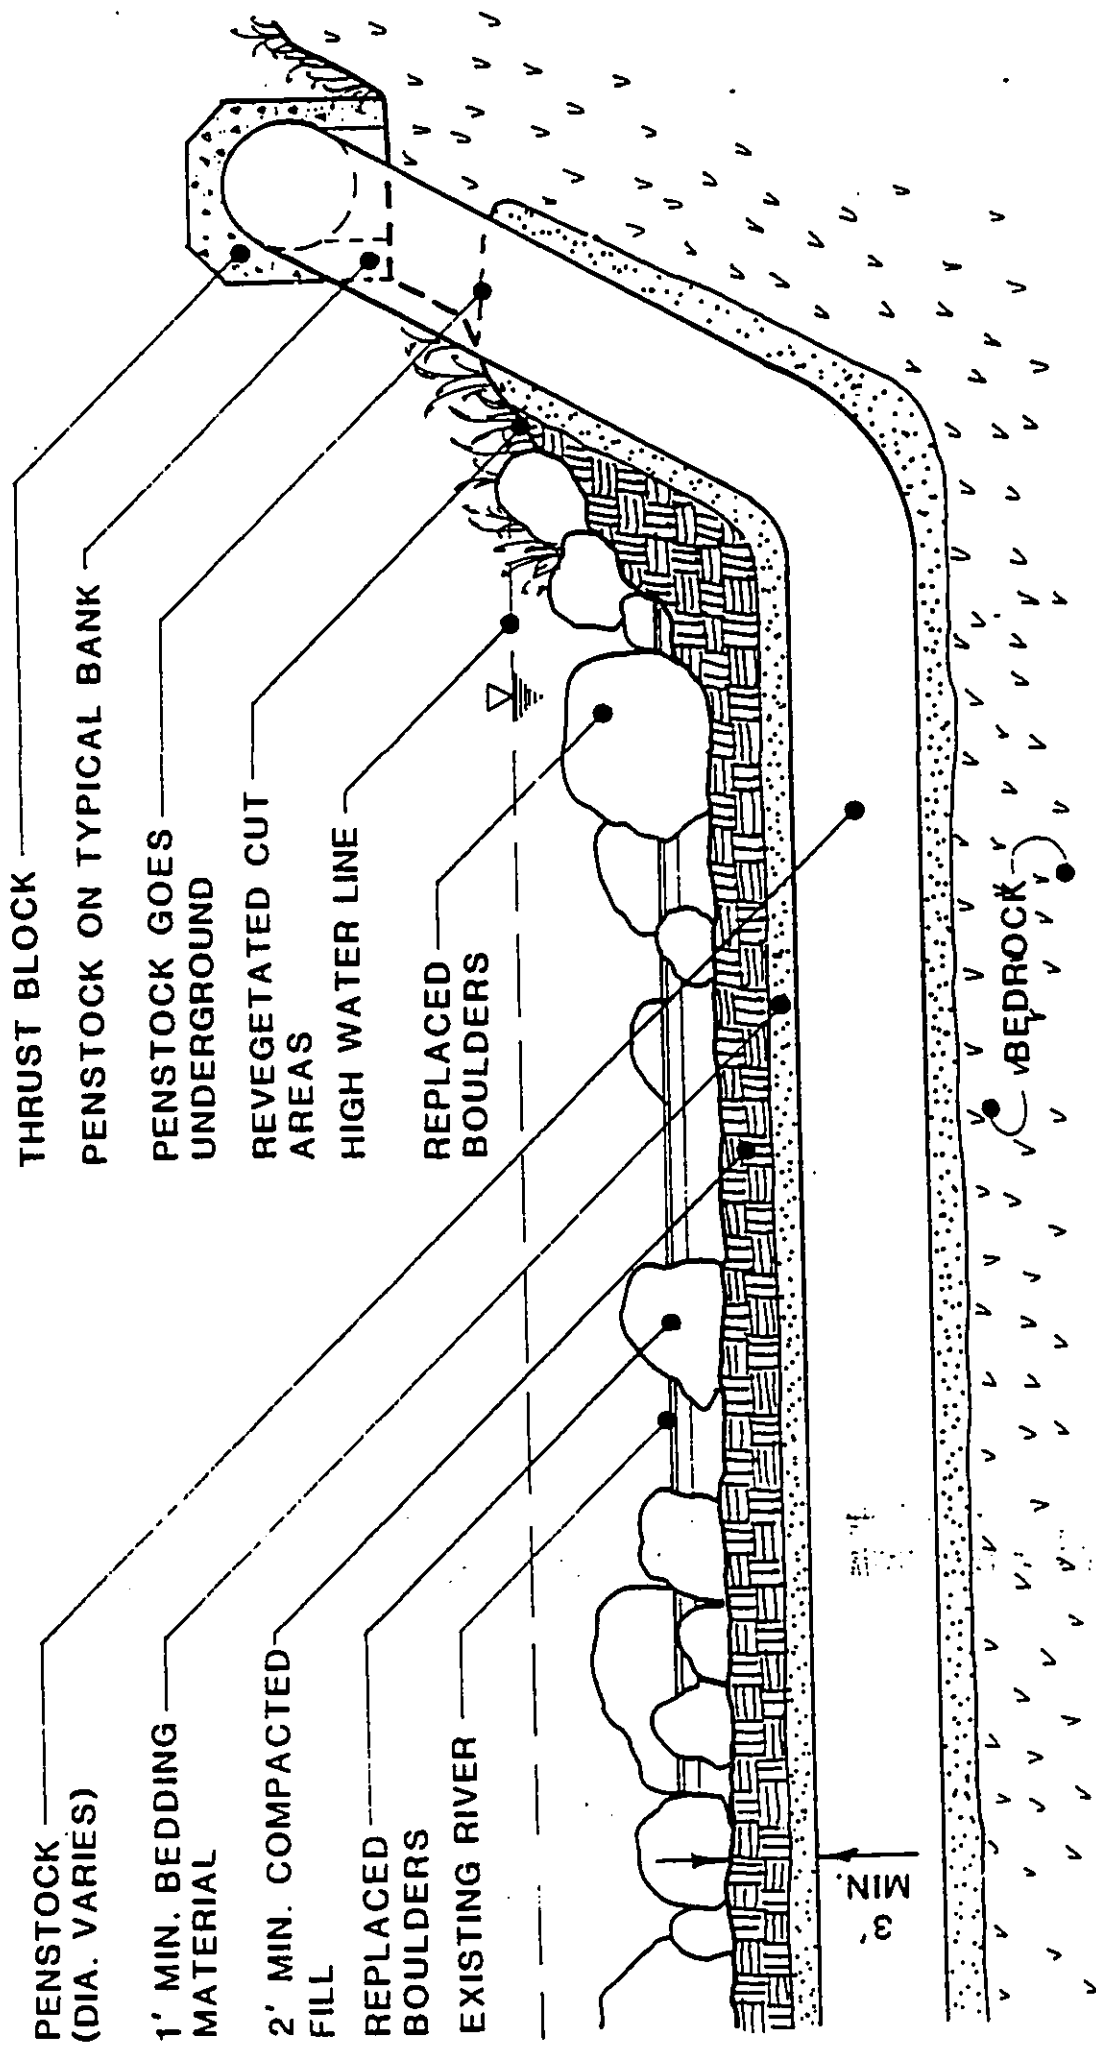 THRUST BLOCK
PENSTOCK ON TYPICAL BANK
PENSTOCK GOES
UNDERGROUND
REVEGETATED CUT
AREAS
HIGH WATER LINE
REPLACED
BOULDERS
PENSTOCK
(DIA. VARIES)
1' MIN. BEDDING
MATERIAL
2' MIN. COMPACTED
FILL
REPLACED
BOULDERS
EXISTING RIVER
3'
MIN.
BEDROCK